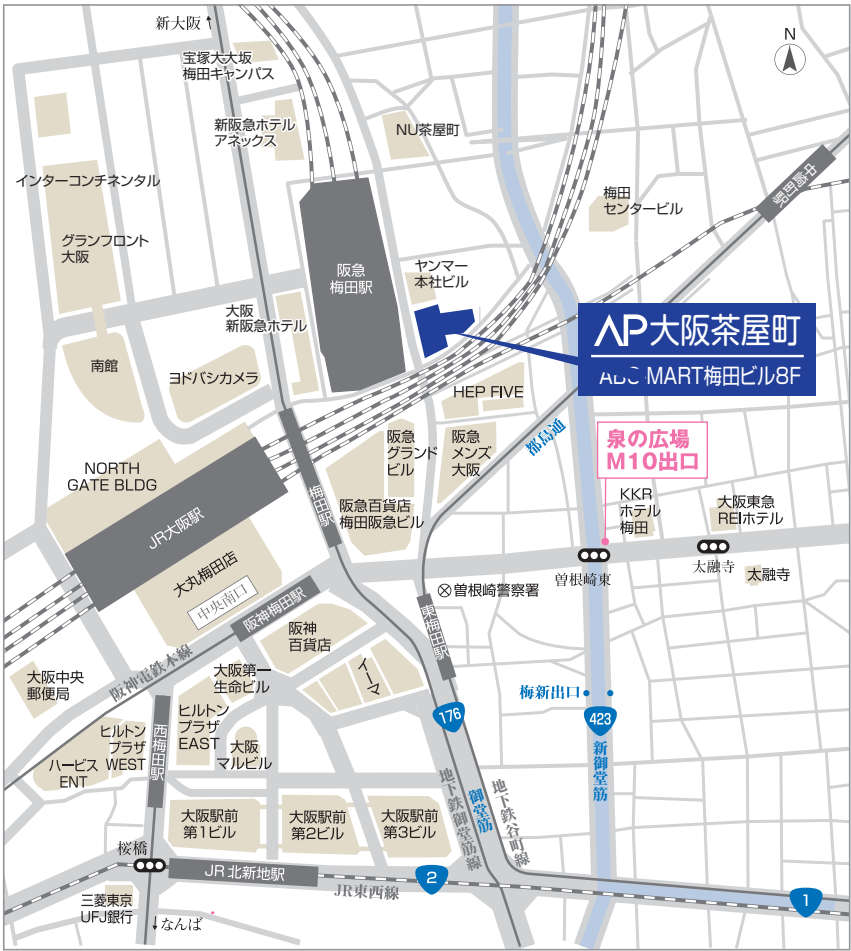 新大阪
N
宝塚大大坂
梅田キャンパス
新阪急ホテル
アネックス
NU茶屋町
中崎町駅
インターコンチネンタル
梅田
センタービル
グランフロント
大阪
阪急
梅田駅
ヤンマー
本社ビル
大阪
新阪急ホテル
AP大阪茶屋町
ABC MART梅田ビル8F
南館
ヨドバシカメラ
HEP FIVE
都島通
泉の広場
M10出口
阪急
グランド
ビル
阪急
メンズ
大阪
NORTH
GATE BLDG
梅田駅
阪急百貨店
梅田阪急ビル
KKR
ホテル
梅田
大阪東急
REIホテル
JR大阪駅
大丸梅田店
中央南口
曽根崎東
太融寺
太融寺
曽根崎警察署
阪神梅田駅
東梅田駅
阪神
百貨店
イーマ
阪神電鉄本線
大阪中央
郵便局
大阪第一
生命ビル
梅新出口
ヒルトン
プラザ
EAST
176
423
ヒルトン
プラザ
WEST
西梅田駅
大阪
マルビル
新御堂筋
ハービス
ENT
地下鉄御堂筋線
御堂筋
地下鉄谷町線
大阪駅前
第1ビル
大阪駅前
第2ビル
大阪駅前
第3ビル
桜橋
JR北新地駅
2
JR東西線
1
三菱東京
UFJ銀行
なんば